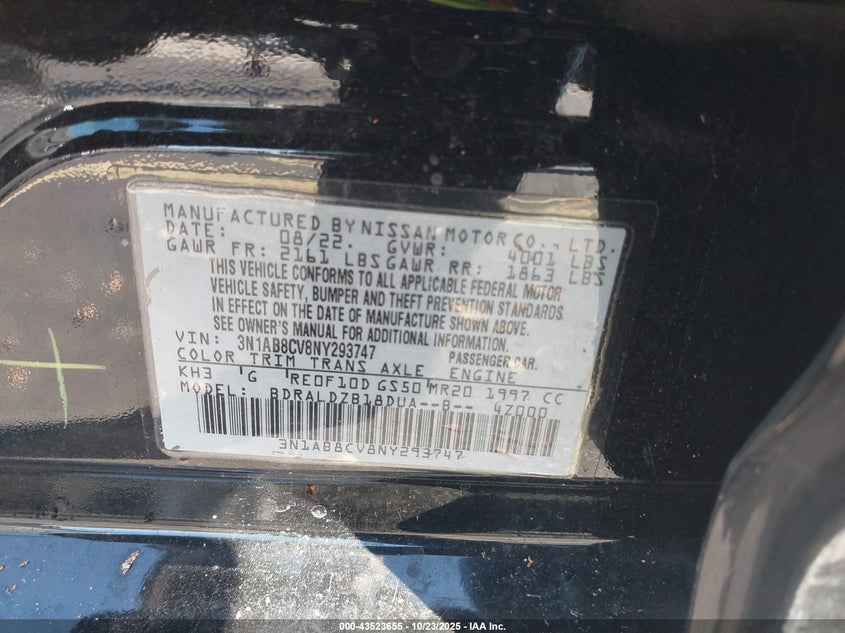 MANUFACTURED BY NISSAN MOTOR CO., LTD.
DATE: 08/22. GVWR: 4001 LBS
GAWR FR: 2161 LBS GAWR RR: 1863 LBS
THIS VEHICLE CONFORMS TO ALL APPLICABLE FEDERAL MOTOR
VEHICLE SAFETY, BUMPER AND THEFT PREVENTION STANDARDS
IN EFFECT ON THE DATE OF MANUFACTURE SHOWN ABOVE.
SEE OWNER'S MANUAL FOR ADDITIONAL INFORMATION.
VIN: 3N1AB8CV8NY293747 PASSENGER CAR.
COLOR TRIM TRANS AXLE ENGINE
KH3 G RE0F10D GS50 MR20 1997 CC
MODEL: BDRALDZB18DUA--B-- 4Z000
3N1AB8CV8NY293747
000-43523655 - 10/23/2025 - IAA Inc.